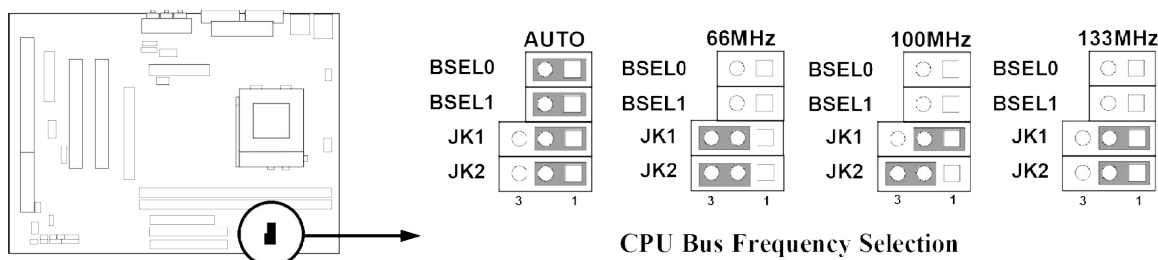 AUTO 66MHz 100MHz 133MHz
BSEL0 BSEL0 BSEL0 BSEL0
BSEL1 BSEL1 BSEL1 BSEL1
JK1 JK1 JK1 JK1
JK2 JK2 JK2 JK2
3 1 3 1 3 1 3 1
CPU Bus Frequency Selection